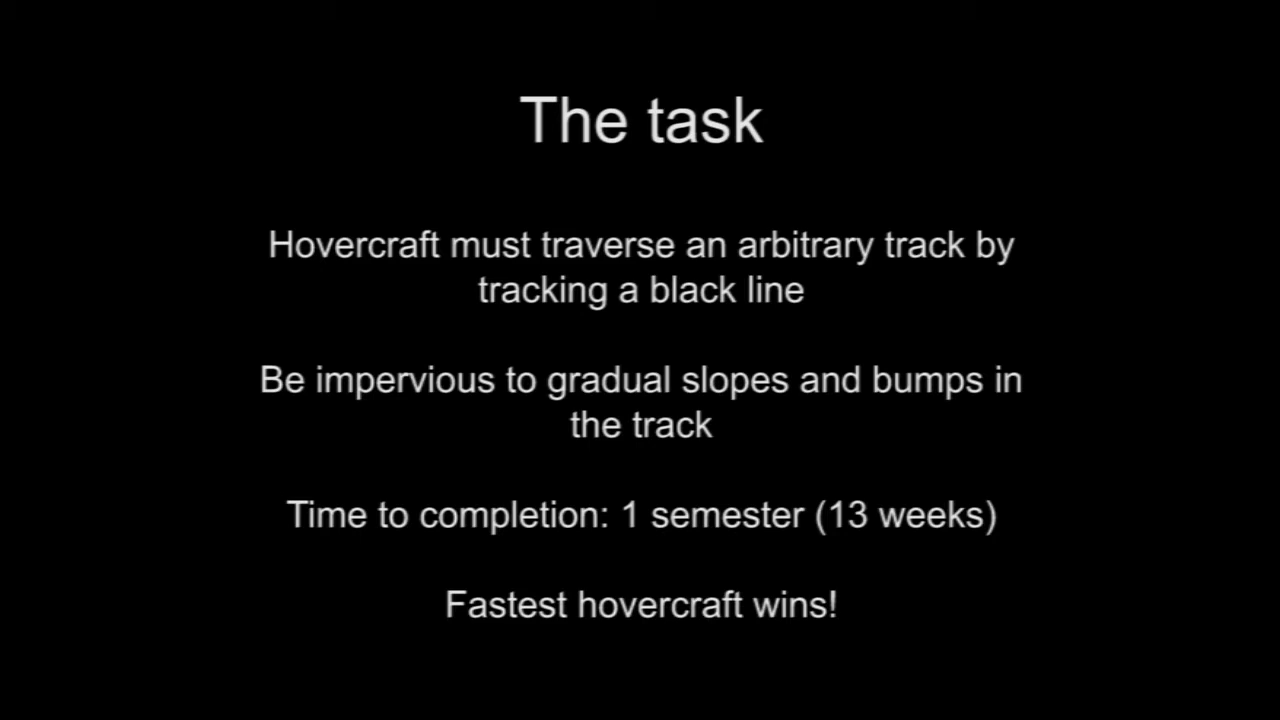 The task
Hovercraft must traverse an arbitrary track by
tracking a black line
Be impervious to gradual slopes and bumps in
the track
Time to completion: 1 semester (13 weeks)
Fastest hovercraft wins!